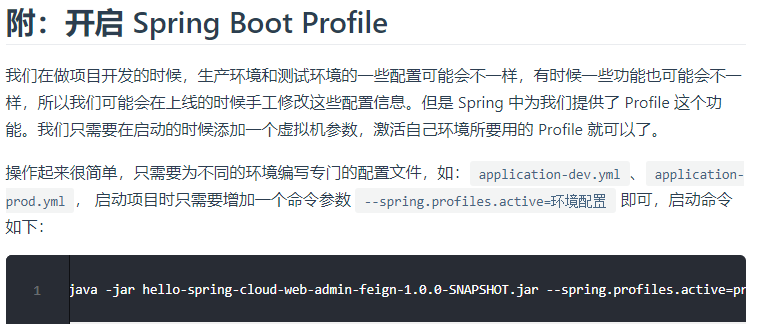 附：开启 Spring Boot Profile
我们在做项目开发的时候，生产环境和测试环境的一些配置可能会不一样，有时候一些功能也可能会不一
样，所以我们可能会在上线的时候手工修改这些配置信息。但是 Spring 中为我们提供了 Profile 这个功
能。我们只需要在启动的时候添加一个虚拟机参数，激活自己环境所要用的 Profile 就可以了。
操作起来很简单，只需要为不同的环境编写专门的配置文件，如： application-dev.yml 、 application-
prod.yml ， 启动项目时只需要增加一个命令参数 --spring.profiles.active=环境配置 即可，启动命令
如下：
1 java -jar hello-spring-cloud-web-admin-feign-1.0.0-SNAPSHOT.jar --spring.profiles.active=pr